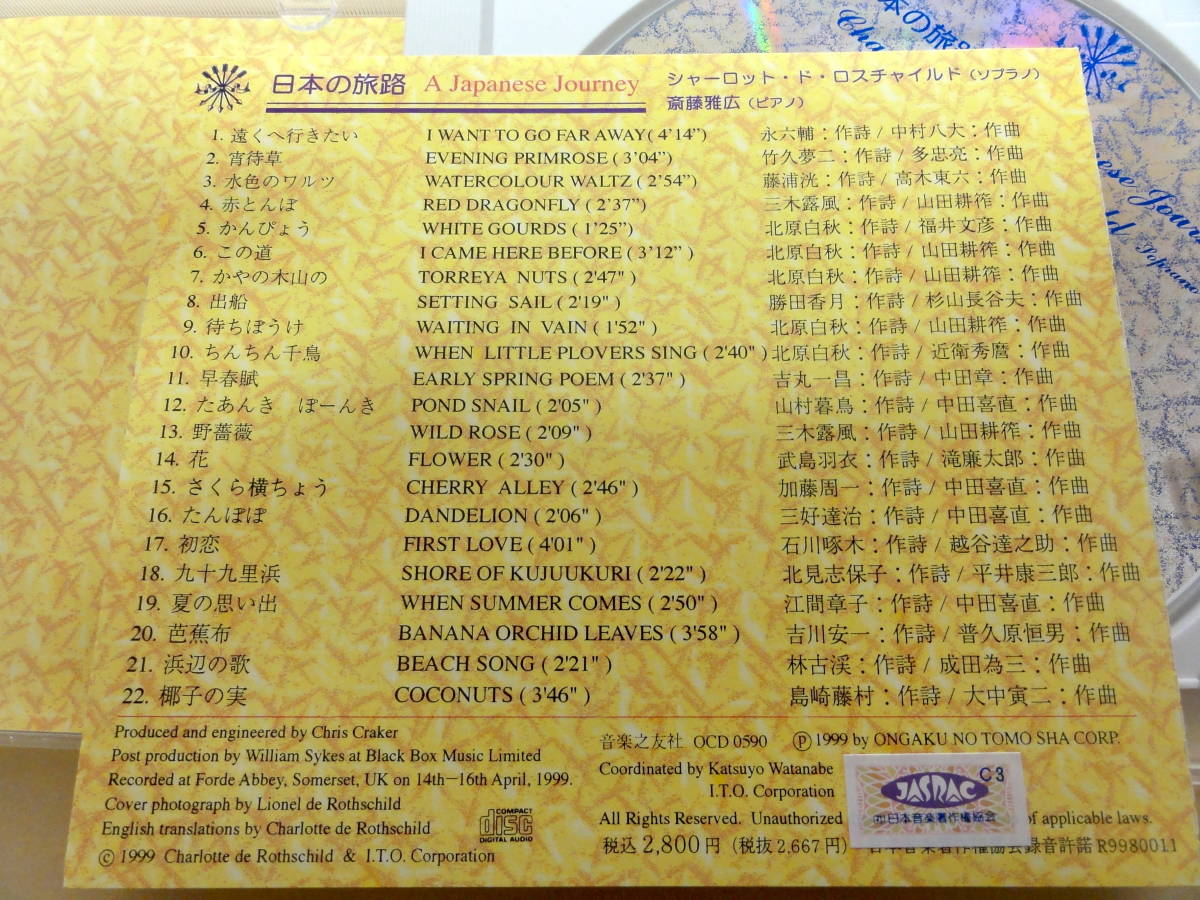 日本の旅路 A Japanese Journey シャーロット・ド・ロスチャイルド（ソプラノ）
斎藤雅広（ピアノ）
1. 遠くへ行きたい I WANT TO GO FAR AWAY( 4'14”) 永六輔：作詩 / 中村八大：作曲
2. 宵待草 EVENING PRIMROSE ( 3’04”) 竹久夢二：作詩 / 多忠亮：作曲
3. 水色のワルツ WATERCOLOUR WALTZ ( 2’54”) 藤浦洸：作詩 / 高木東六：作曲
4. 赤とんぼ RED DRAGONFLY ( 2’37”) 三木露風：作詩 / 山田耕筰：作曲
5. かんぴょう WHITE GOURDS ( 1’25”) 北原白秋：作詩 / 福井文彦：作曲
6. この道 I CAME HERE BEFORE ( 3’12” ) 北原白秋：作詩 / 山田耕筰：作曲
7. かやの木山の TORREYA NUTS ( 2'47" ) 北原白秋：作詩 / 山田耕筰：作曲
8. 出船 SETTING SAIL ( 2'19" ) 勝田香月：作詩 / 杉山長谷夫：作曲
9. 待ちぼうけ WAITING IN VAIN ( 1'52" ) 北原白秋：作詩 / 山田耕筰：作曲
10. ちんちん千鳥 WHEN LITTLE PLOVERS SING ( 2'40" ) 北原白秋：作詩 / 近衛秀麿：作曲
11. 早春賦 EARLY SPRING POEM ( 2'37" ) 吉丸一昌：作詩 / 中田章：作曲
12. たあんき ぽーんき POND SNAIL ( 2'05" ) 山村暮鳥：作詩 / 中田喜直：作曲
13. 野薔薇 WILD ROSE ( 2'09" ) 三木露風：作詩 / 山田耕筰：作曲
14. 花 FLOWER ( 2'30" ) 武島羽衣：作詩 / 滝廉太郎：作曲
15. さくら横ちょう CHERRY ALLEY ( 2'46" ) 加藤周一：作詩 / 中田喜直：作曲
16. たんぽぽ DANDELION ( 2'06" ) 三好達治：作詩 / 中田喜直：作曲
17. 初恋 FIRST LOVE ( 4'01" ) 石川啄木：作詩 / 越谷達之助：作曲
18. 九十九里浜 SHORE OF KUJUUKURI ( 2'22" ) 北見志保子：作詩 / 平井康三郎：作曲
19. 夏の思い出 WHEN SUMMER COMES ( 2'50" ) 江間章子：作詩 / 中田喜直：作曲
20. 芭蕉布 BANANA ORCHID LEAVES ( 3'58" ) 吉川安一：作詩 / 普久原恒男：作曲
21. 浜辺の歌 BEACH SONG ( 2'21" ) 林古渓：作詩 / 成田為三：作曲
22. 椰子の実 COCONUTS ( 3'46" ) 島崎藤村：作詩 / 大中寅二：作曲
Produced and engineered by Chris Craker
Post production by William Sykes at Black Box Music Limited
Recorded at Forde Abbey, Somerset, UK on 14th—16th April, 1999.
Cover photograph by Lionel de Rothschild
English translations by Charlotte de Rothschild
© 1999 Charlotte de Rothschild & I.T.O. Corporation
COMPACT
disc
DIGITAL AUDIO
音楽之友社 OCD 0590 Ⓟ 1999 by ONGAKU NO TOMO SHA CORP.
Coordinated by Katsuyo Watanabe
I.T.O. Corporation
All Rights Reserved. Unauthorized of applicable laws.
税込 2,800円（税抜 2,667円） 日本音楽著作権協会録音許諾 R9980011
C3
JASRAC
日本音楽著作権協会
本の旅路
Soprano